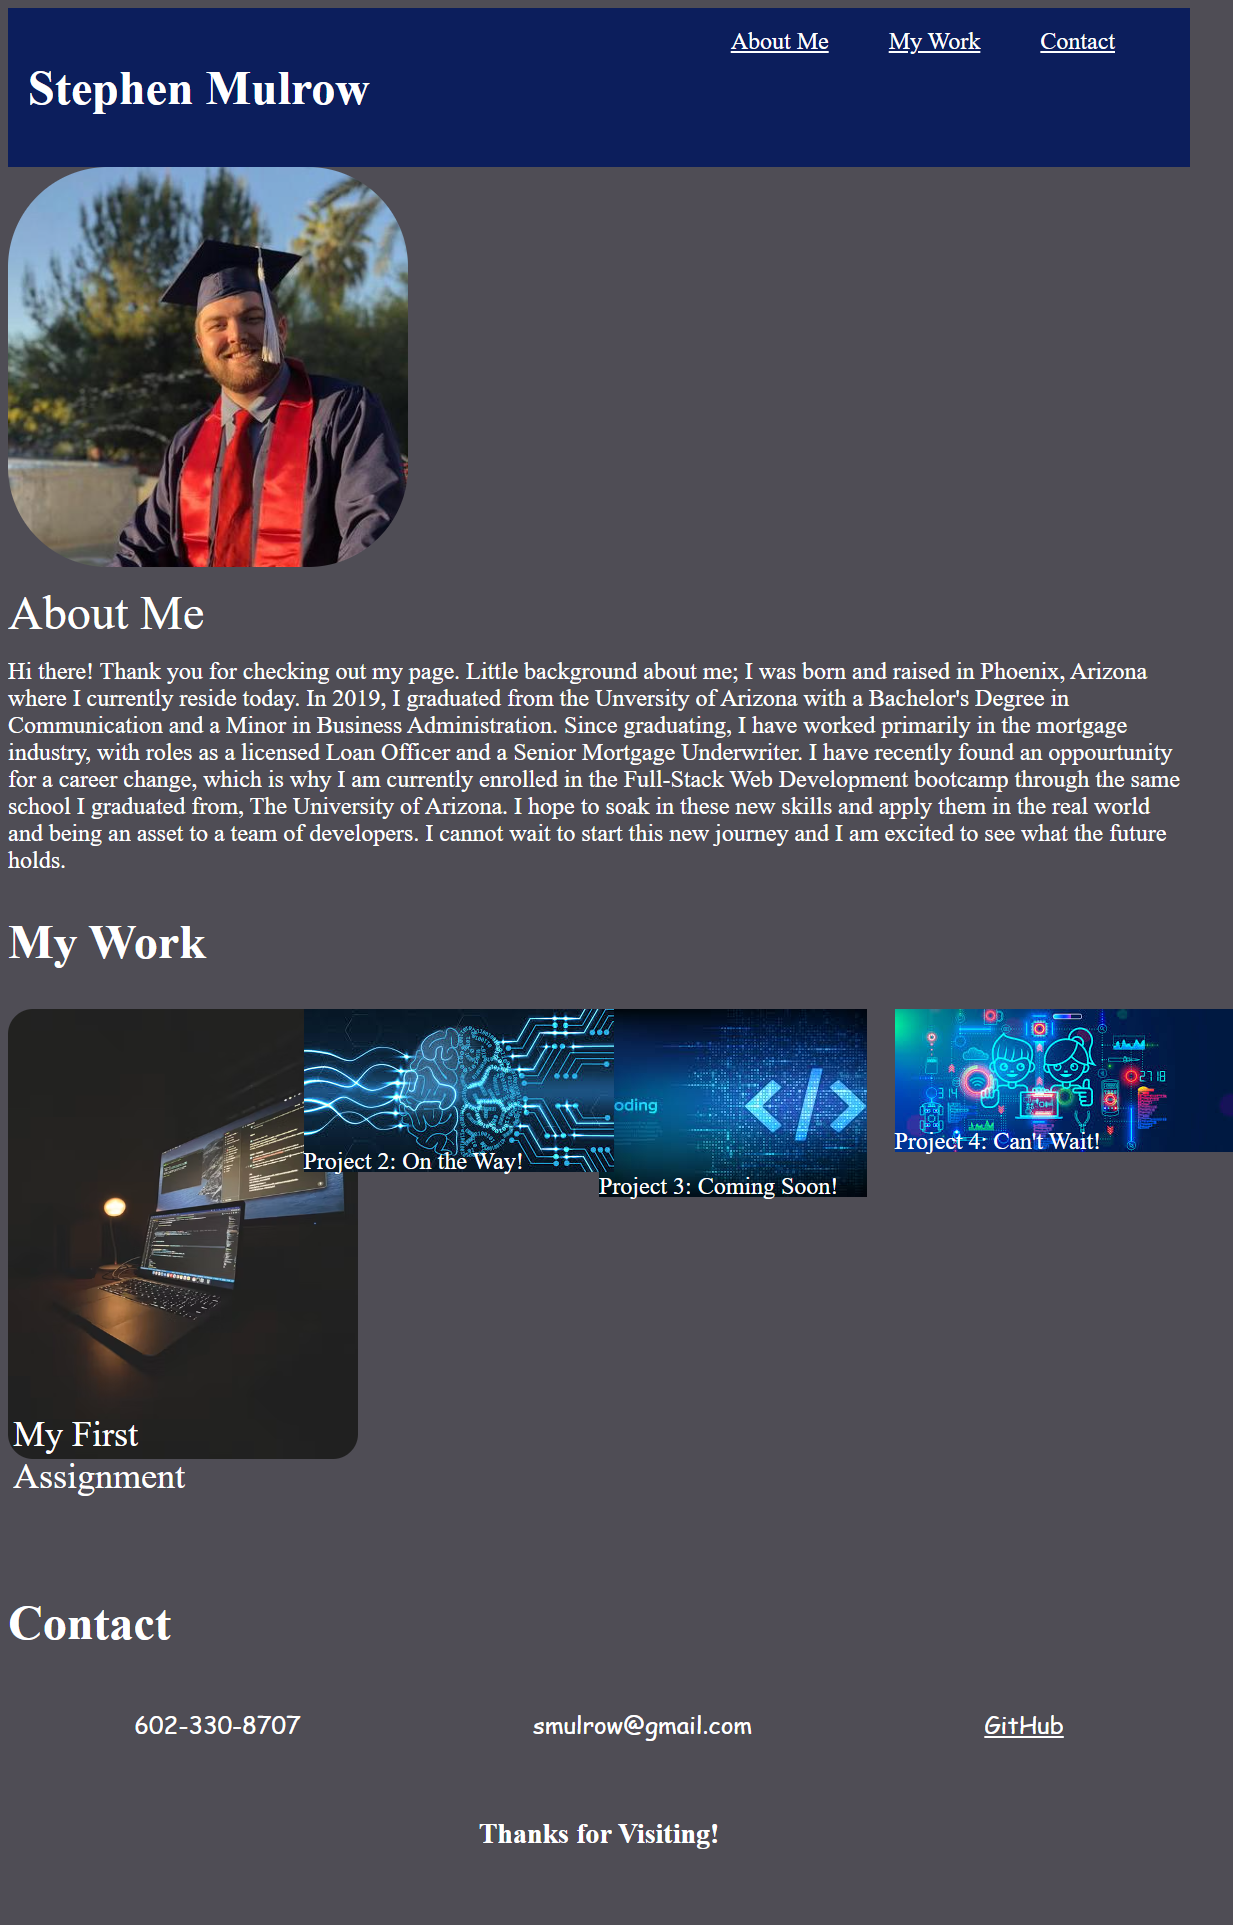 About Me
My Work
Contact
Stephen Mulrow
About Me
Hi there! Thank you for checking out my page. Little background about me; I was born and raised in Phoenix, Arizona
where I currently reside today. In 2019, I graduated from the Unversity of Arizona with a Bachelor's Degree in
Communication and a Minor in Business Administration. Since graduating, I have worked primarily in the mortgage
industry, with roles as a licensed Loan Officer and a Senior Mortgage Underwriter. I have recently found an oppourtunity
for a career change, which is why I am currently enrolled in the Full-Stack Web Development bootcamp through the same
school I graduated from, The University of Arizona. I hope to soak in these new skills and apply them in the real world
and being an asset to a team of developers. I cannot wait to start this new journey and I am excited to see what the future
holds.
My Work
oding
</>
2718
314
Project 2: On the Way!
Project 3: Coming Soon!
Project 4: Can't Wait!
My First
Assignment
Contact
602-330-8707
smulrow@gmail.com
GitHub
Thanks for Visiting!